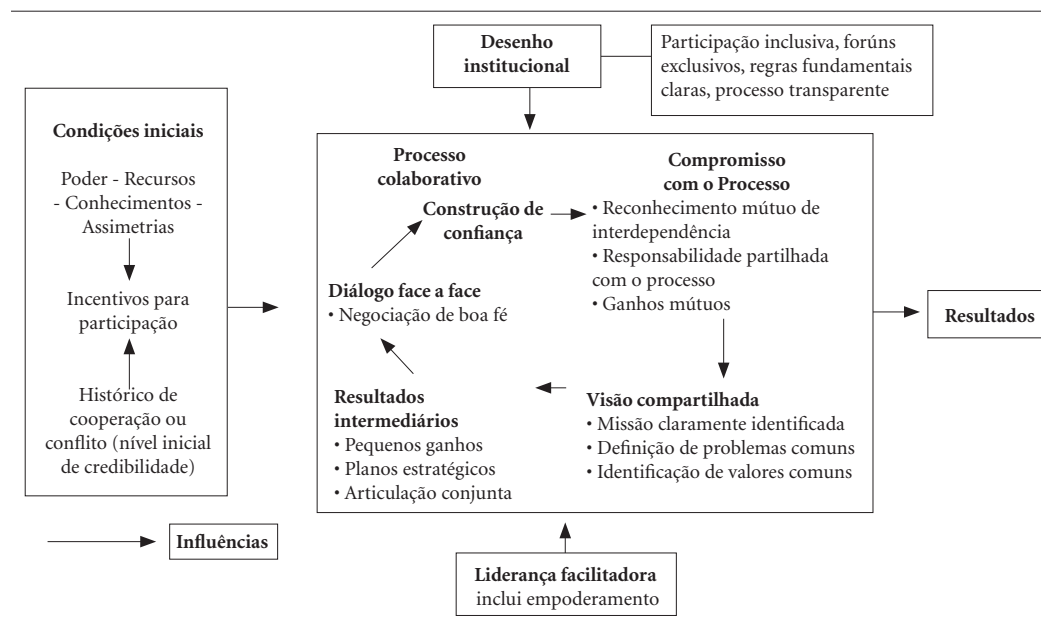 Desenho
institucional
Participação inclusiva, forúns
exclusivos, regras fundamentais
claras, processo transparente
Condições iniciais
Poder - Recursos
- Conhecimentos -
Assimetrias
Incentivos para
participação
Histórico de
cooperação ou
conflito (nível inicial
de credibilidade)
Processo
colaborativo
Construção de
confiança
Compromisso
com o Processo
• Reconhecimento mútuo de
interdependência
• Responsabilidade partilhada
com o processo
• Ganhos mútuos
Diálogo face a face
• Negociação de boa fé
Resultados
intermediários
• Pequenos ganhos
• Planos estratégicos
• Articulação conjunta
Visão compartilhada
• Missão claramente identificada
• Definição de problemas comuns
• Identificação de valores comuns
Resultados
Influências
Liderança facilitadora
inclui empoderamento